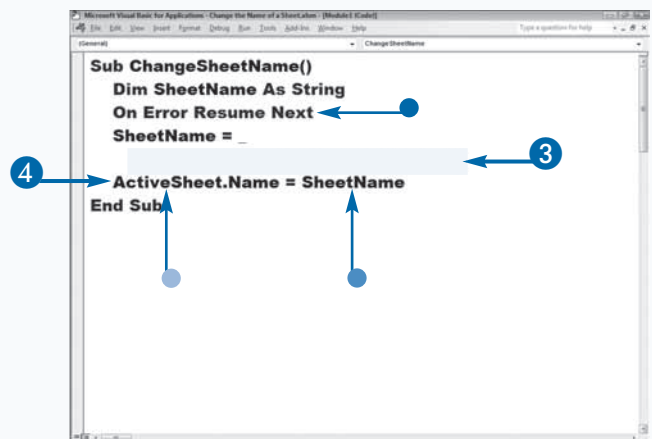 Microsoft Visual Basic for Applications - Change the Name of a Sheet.xlsm - [Module1 (Code)]
File Edit View Insert Format Debug Run Tools Add-Ins Window Help Type a question for help
(General) ChangeSheetName
Sub ChangeSheetName()
Dim SheetName As String
On Error Resume Next
SheetName = _
3
4
ActiveSheet.Name = SheetName
End Sub